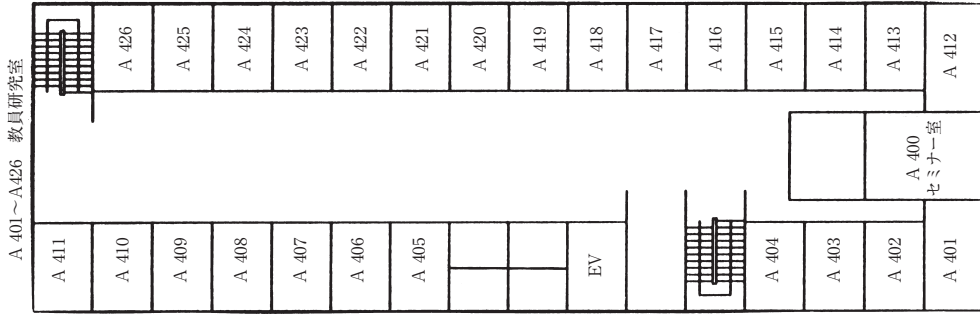 A 401～A426　教員研究室
A 426
A 425
A 424
A 423
A 422
A 421
A 420
A 419
A 418
A 417
A 416
A 415
A 414
A 413
A 412
A 400
セミナー室
A 411
A 410
A 409
A 408
A 407
A 406
A 405
EV
A 404
A 403
A 402
A 401